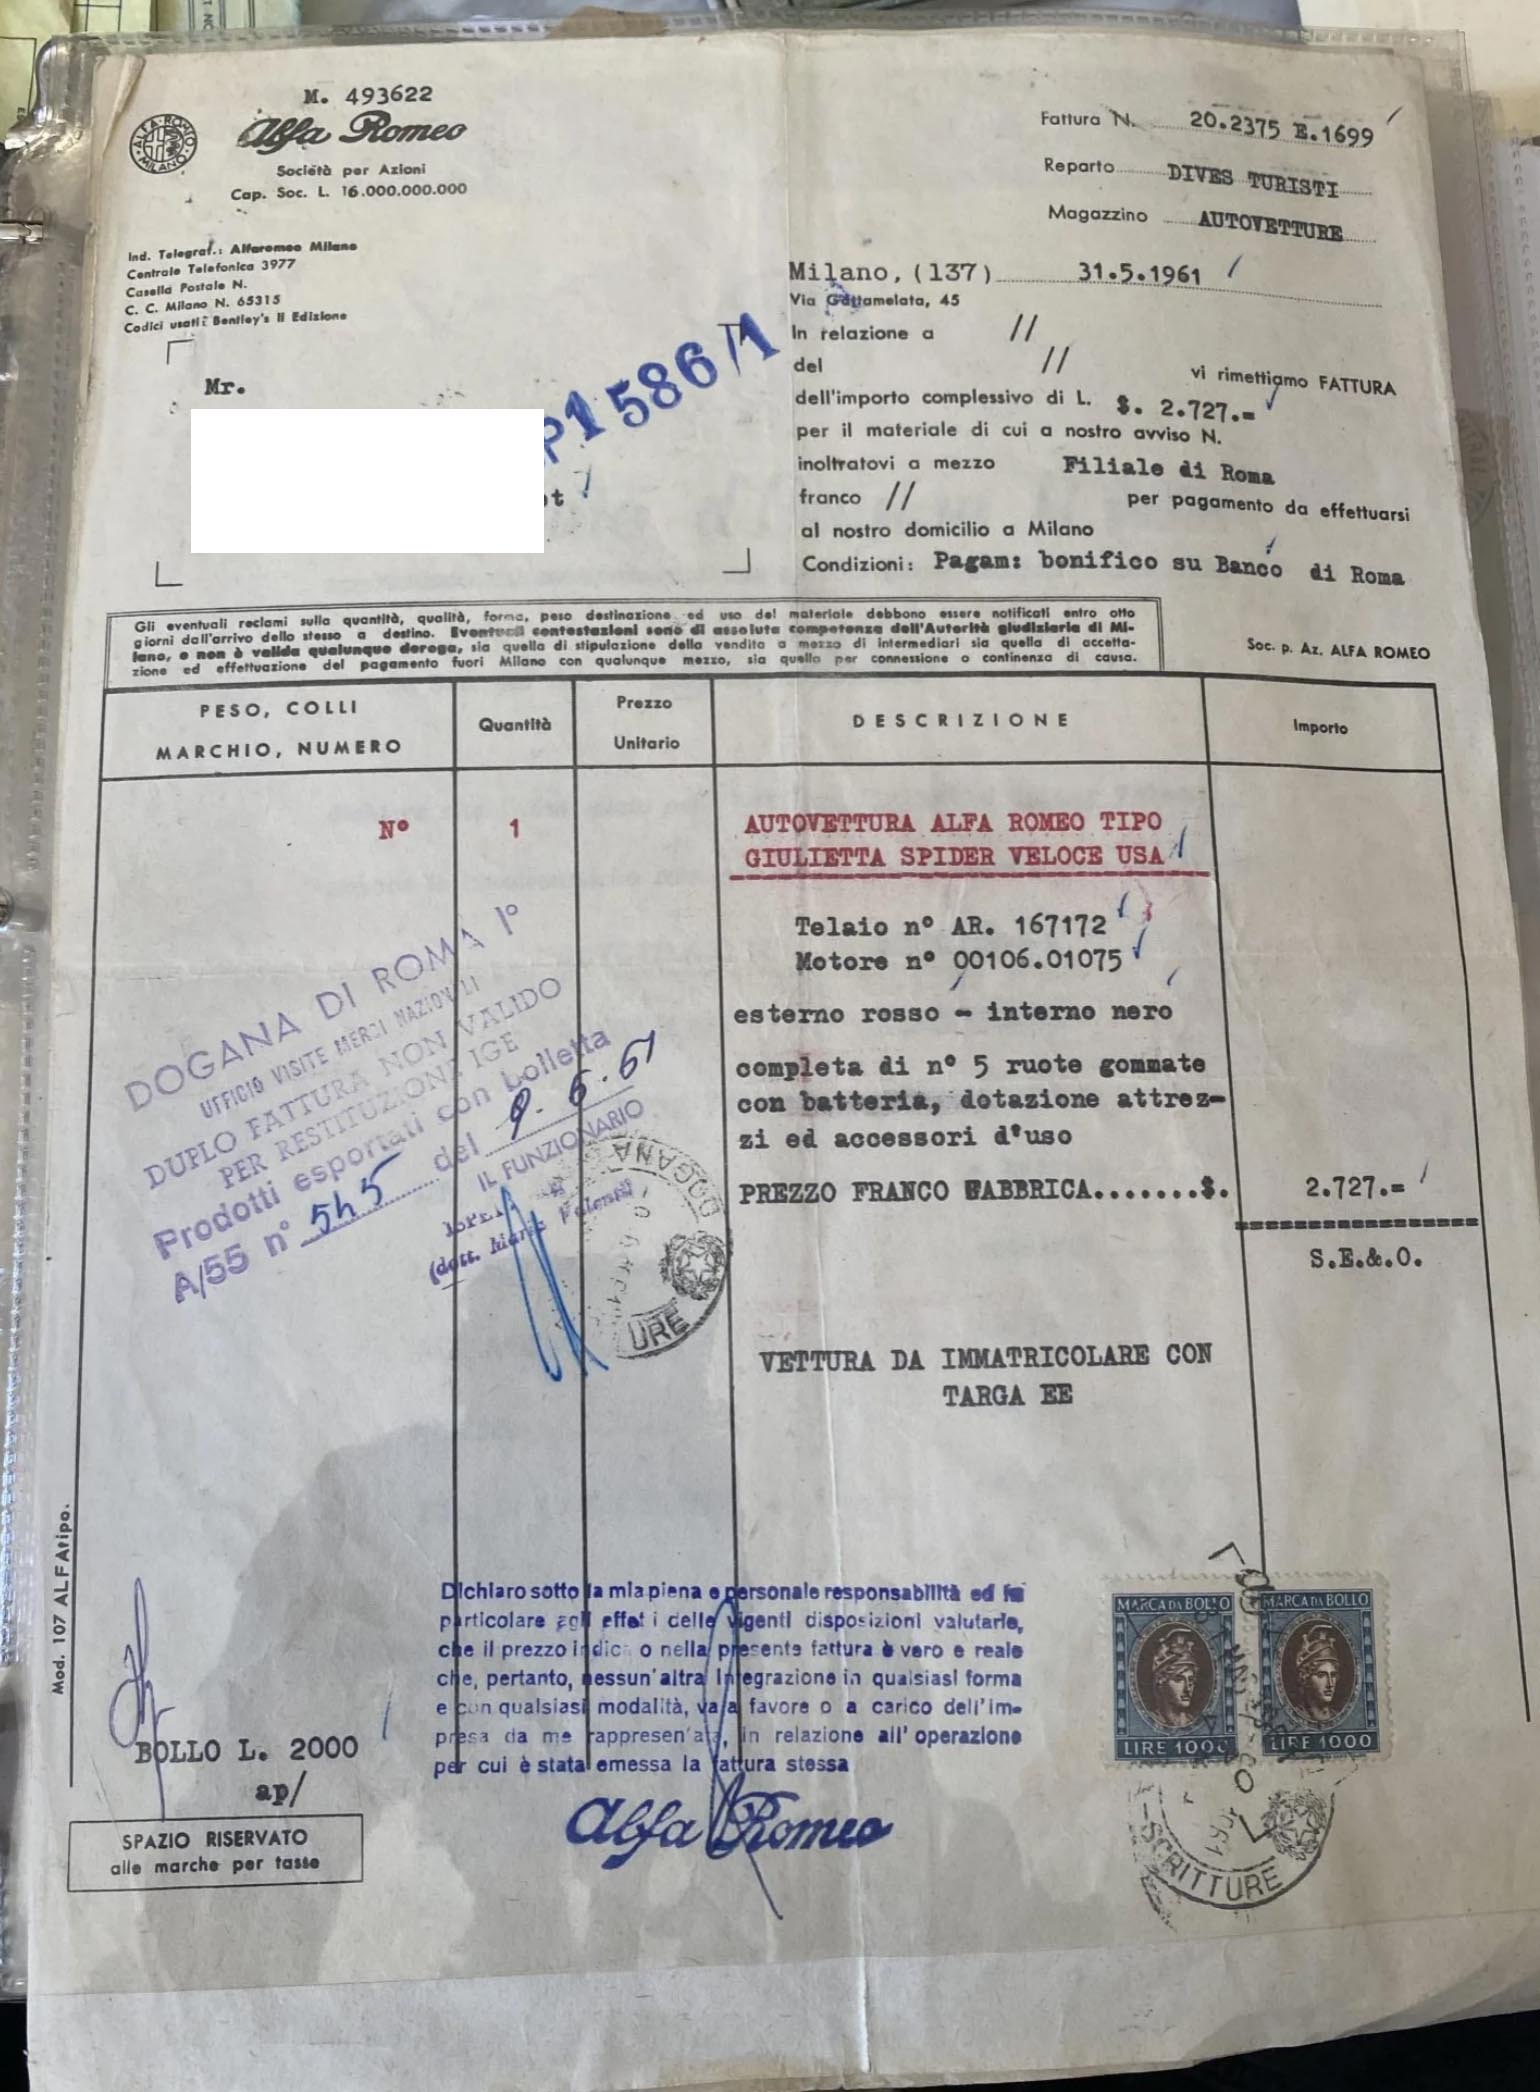 M. 493622
ALFA-ROMEO
MILANO
Alfa Romeo
Società per Azioni
Cap. Soc. L. 16.000.000.000
Ind. Telegraf.: Alfaromeo Milano
Centrale Telefonica 3977
Casella Postale N.
C. C. Milano N. 65315
Codici usati: Bentley's II Edizione
Fattura N. 20.2375 E.1699
Reparto DIVES TURISTI
Magazzino AUTOVETTURE
Milano, (137) 31.5.1961
Via Gattamelata, 45
In relazione a //
del //
vi rimettiamo FATTURA
dell'importo complessivo di L. $. 2.727.=
per il materiale di cui a nostro avviso N.
inoltratovi a mezzo Filiale di Roma
franco // per pagamento da effettuarsi
al nostro domicilio a Milano
Condizioni: Pagam: bonifico su Banco di Roma
Mr.
P1586/1
Gli eventuali reclami sulla quantità, qualità, forma, peso destinazione ed uso del materiale debbono essere notificati entro otto
giorni dall'arrivo dello stesso a destino. Eventuali contestazioni sono di assoluta competenza dell'Autorità giudiziaria di Mi-
lano, e non è valida qualunque deroga, sia quella di stipulazione della vendita a mezzo di intermediari sia quella di accetta-
zione ed effettuazione del pagamento fuori Milano con qualunque mezzo, sia quella per connessione o continenza di causa.
Soc. p. Az. ALFA ROMEO
PESO, COLLI
MARCHIO, NUMERO
Quantità
Prezzo
Unitario
DESCRIZIONE
Importo
N° 1 AUTOVETTURA ALFA ROMEO TIPO
GIULIETTA SPIDER VELOCE USA
Telaio n° AR. 167172
Motore n° 00106.01075
esterno rosso - interno nero
completa di n° 5 ruote gommate
con batteria, dotazione attrez-
zi ed accessori d'uso
PREZZO FRANCO FABBRICA.......$. 2.727.=
S.E.&.O.
VETTURA DA IMMATRICOLARE CON
TARGA EE
DOGANA DI ROMA 1°
UFFICIO VISITE MERCI NAZIONALI
DUPLO FATTURA NON VALIDO
PER RESTITUZIONE IGE
Prodotti esportati con bolletta
A/55 n° 545 del 9.6.61
IL FUNZIONARIO
(dott. Mario
DOGANA
URE
Dichiaro sotto la mia piena e personale responsabilità ed in
particolare agli effetti delle vigenti disposizioni valutarie,
che il prezzo indicato nella presente fattura è vero e reale
che, pertanto, nessun'altra integrazione in qualsiasi forma
e con qualsiasi modalità, va a favore o a carico dell'im-
presa da me rappresentata, in relazione all'operazione
per cui è stata emessa la fattura stessa
Alfa Romeo
MARCA DA BOLLO
LIRE 1000
MARCA DA BOLLO
LIRE 1000
SCRITTURE
BOLLO L. 2000
ap/
SPAZIO RISERVATO
alle marche per tasse
Mod. 107 ALFA tipo.